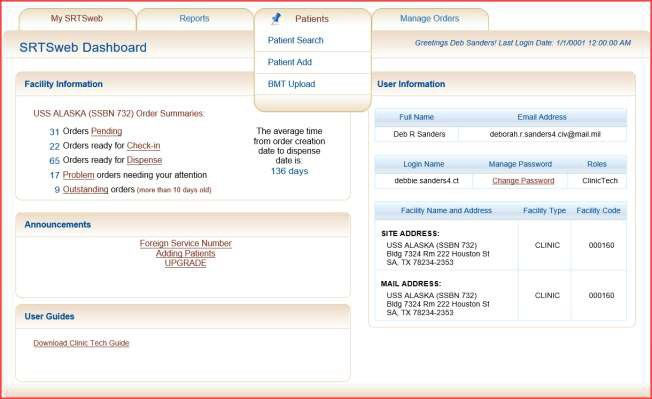 My SRTSweb
Reports
Patients
Manage Orders
Patient Search
Patient Add
BMT Upload
SRTSweb Dashboard
Greetings Deb Sanders! Last Login Date: 1/1/0001 12:00:00 AM
Facility Information
USS ALASKA (SSBN 732) Order Summaries:
31 Orders Pending
22 Orders ready for Check-in
65 Orders ready for Dispense
17 Problem orders needing your attention
9 Outstanding orders (more than 10 days old)
The average time
from order creation
date to dispense
date is:
136 days
Announcements
Foreign Service Number
Adding Patients
UPGRADE
User Guides
Download Clinic Tech Guide
User Information
Full Name Email Address
Deb R Sanders deborah.r.sanders4.civ@mail.mil
Login Name Manage Password Roles
debbie.sanders4.ct Change Password ClinicTech
Facility Name and Address Facility Type Facility Code
SITE ADDRESS:
USS ALASKA (SSBN 732) CLINIC 000160
Bldg 7324 Rm 222 Houston St
SA, TX 78234-2353
MAIL ADDRESS:
USS ALASKA (SSBN 732) CLINIC 000160
Bldg 7324 Rm 222 Houston St
SA, TX 78234-2353